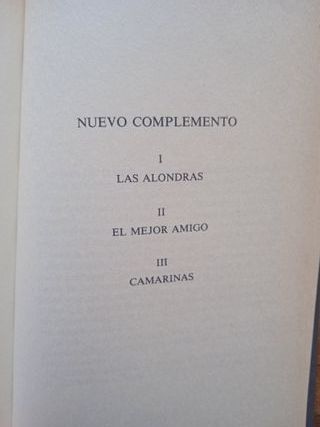 NUEVO COMPLEMENTO
I
LAS ALONDRAS
II
EL MEJOR AMIGO
III
CAMARINAS